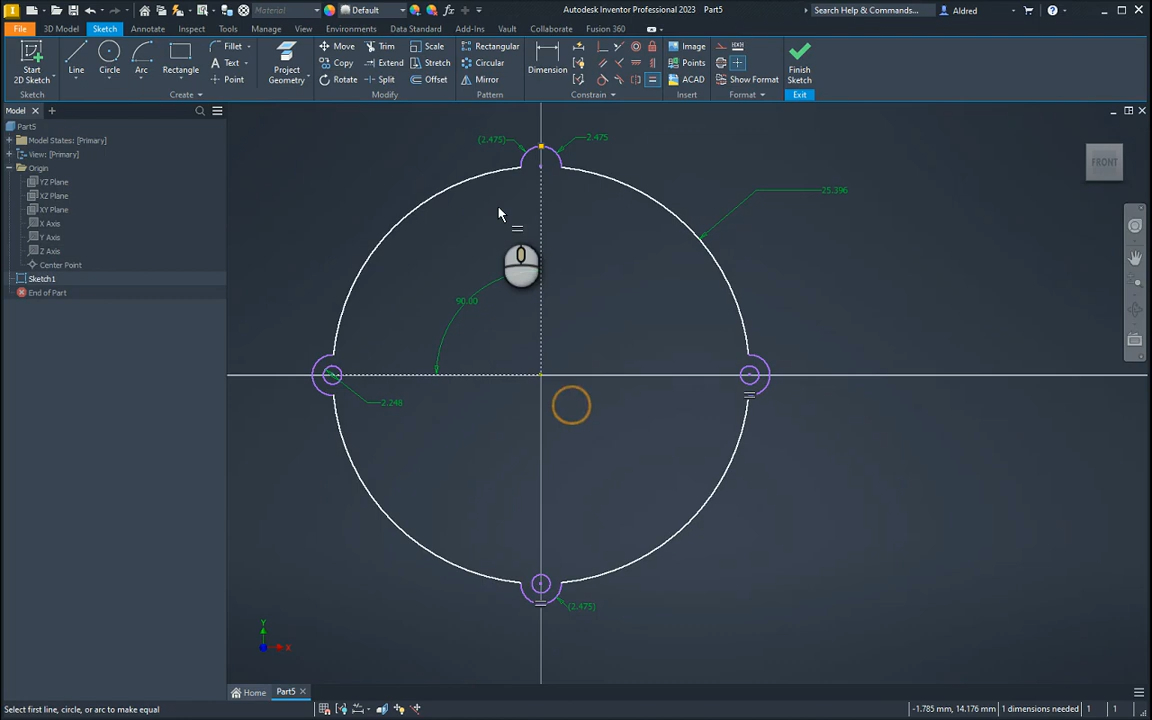 Material Default Autodesk Inventor Professional 2023 Part5 Search Help & Commands... Aldred
File 3D Model Sketch Annotate Inspect Tools Manage View Environments Data Standard Add-Ins Vault Collaborate Fusion 360
Start 2D Sketch Line Circle Arc Rectangle Fillet Text Point Project Geometry Move Copy Rotate Trim Extend Split Scale Stretch Offset Rectangular Circular Mirror Dimension Image Points ACAD Show Format Finish Sketch
Sketch Create Modify Pattern Constrain Insert Format Exit
Model
Part5
Model States: [Primary]
View: [Primary]
Origin
YZ Plane
XZ Plane
XY Plane
X Axis
Y Axis
Z Axis
Center Point
Sketch1
End of Part
(2.475) 2.475
FRONT
25.396
90.00
2.248
(2.475)
Y
X
Home Part5
Select first line, circle, or arc to make equal -1.785 mm, 14.176 mm 1 dimensions needed 1 1